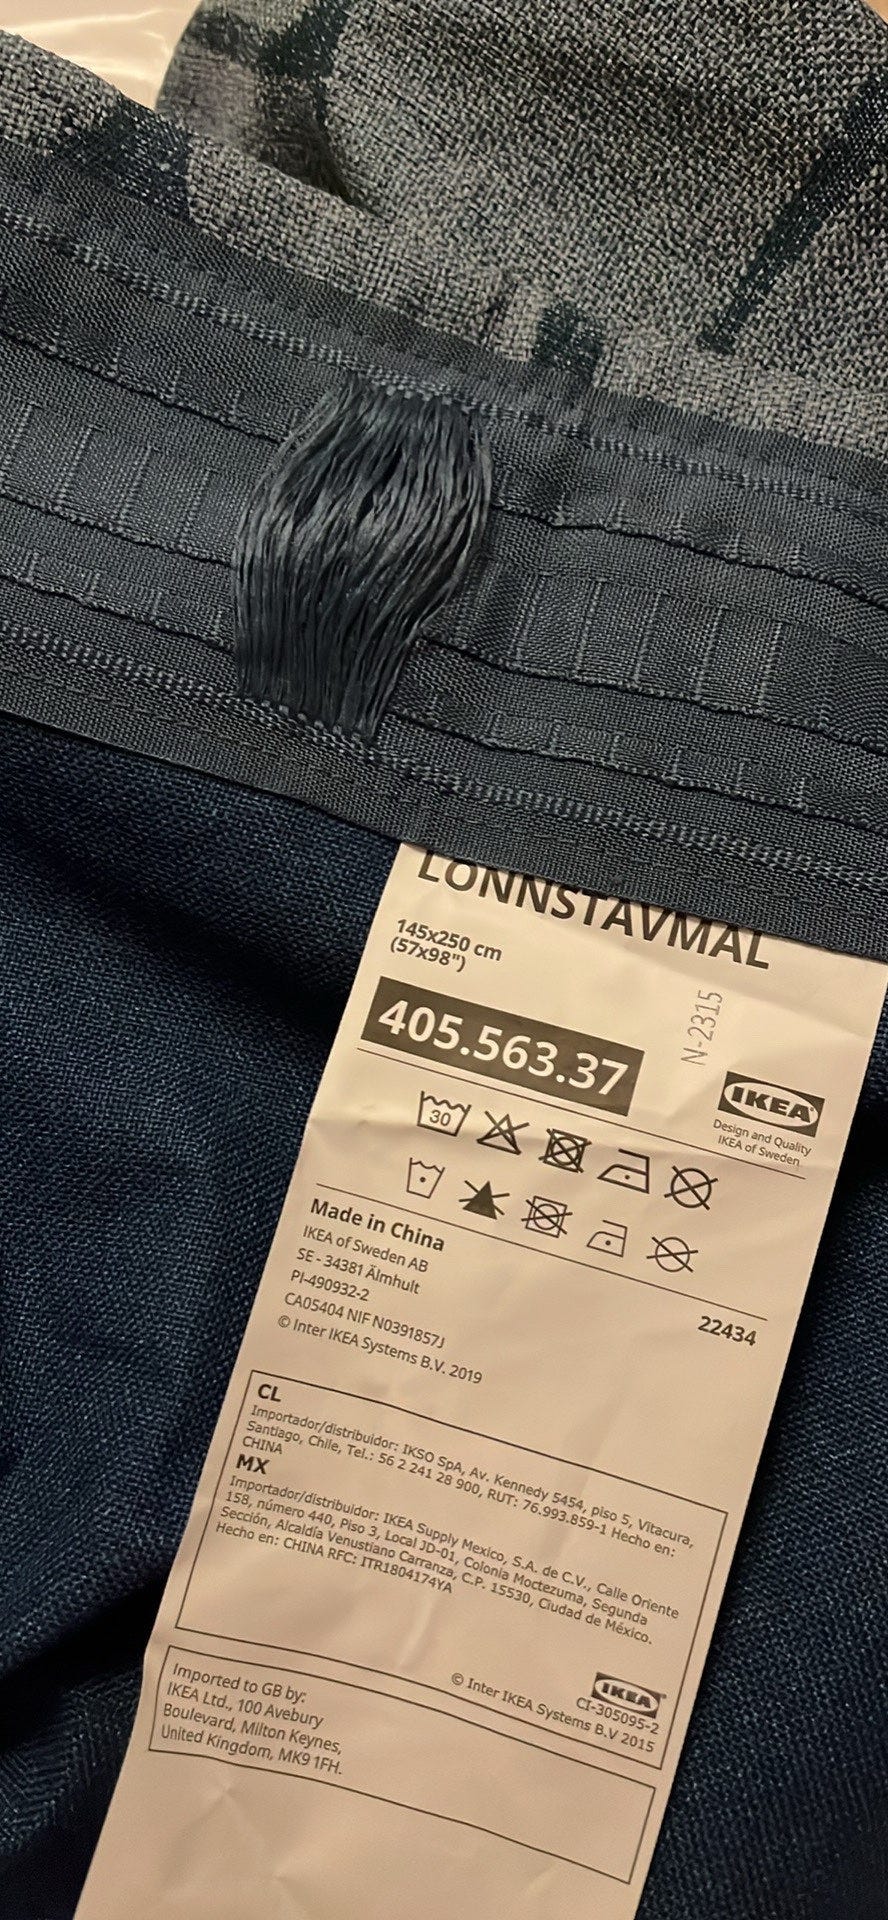 LÖNNSTÄVMAL
145x250 cm
(57x98")
405.563.37
N-2315
IKEA®
Design and Quality
IKEA of Sweden
30
Made in China
IKEA of Sweden AB
SE - 34381 Älmhult
PI-490932-2
CA05404 NIF N0391857J
© Inter IKEA Systems B.V. 2019
22434
CL
Importador/distribuidor: IKSO SpA, Av. Kennedy 5454, piso 5, Vitacura,
Santiago, Chile, Tel.: 56 2 241 28 900, RUT: 76.993.859-1 Hecho en:
CHINA
MX
Importador/distribuidor: IKEA Supply Mexico, S.A. de C.V., Calle Oriente
158, número 440, Piso 3, Local JD-01, Colonia Moctezuma, Segunda
Sección, Alcaldía Venustiano Carranza, C.P. 15530, Ciudad de México.
Hecho en: CHINA RFC: ITR1804174YA
IKEA
CI-305095-2
© Inter IKEA Systems B.V 2015
Imported to GB by:
IKEA Ltd., 100 Avebury
Boulevard, Milton Keynes,
United Kingdom, MK9 1FH.